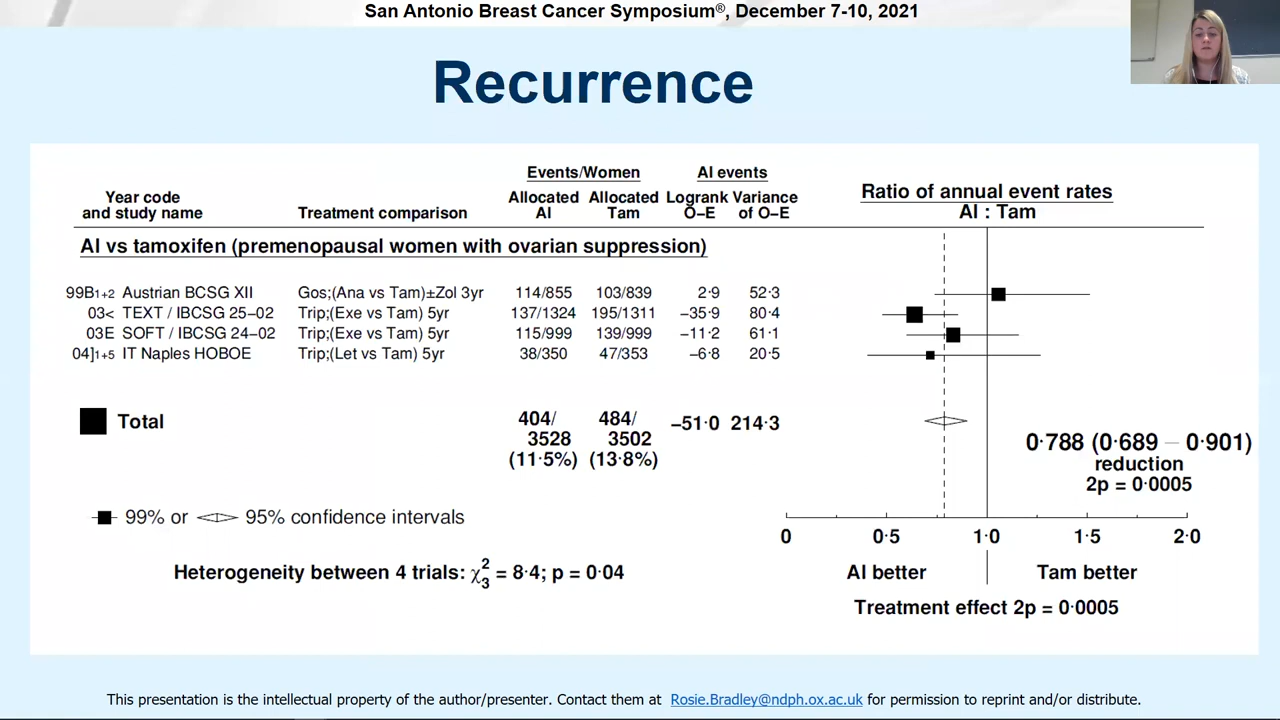 San Antonio Breast Cancer Symposium®, December 7-10, 2021
Recurrence
Events/Women AI events
Year code and study name Treatment comparison Allocated AI Allocated Tam Logrank O–E Variance of O–E Ratio of annual event rates AI : Tam
AI vs tamoxifen (premenopausal women with ovarian suppression)
99B1+2 Austrian BCSG XII Gos;(Ana vs Tam)±Zol 3yr 114/855 103/839 2·9 52·3
03< TEXT / IBCSG 25–02 Trip;(Exe vs Tam) 5yr 137/1324 195/1311 –35·9 80·4
03E SOFT / IBCSG 24–02 Trip;(Exe vs Tam) 5yr 115/999 139/999 –11·2 61·1
04]1+5 IT Naples HOBOE Trip;(Let vs Tam) 5yr 38/350 47/353 –6·8 20·5
Total 404/ 484/ –51·0 214·3
3528 3502
(11·5%) (13·8%)
0·788 (0·689 – 0·901)
reduction
2p = 0·0005
99% or 95% confidence intervals
0 0·5 1·0 1·5 2·0
Heterogeneity between 4 trials: χ²₃ = 8·4; p = 0·04
AI better Tam better
Treatment effect 2p = 0·0005
This presentation is the intellectual property of the author/presenter. Contact them at Rosie.Bradley@ndph.ox.ac.uk for permission to reprint and/or distribute.